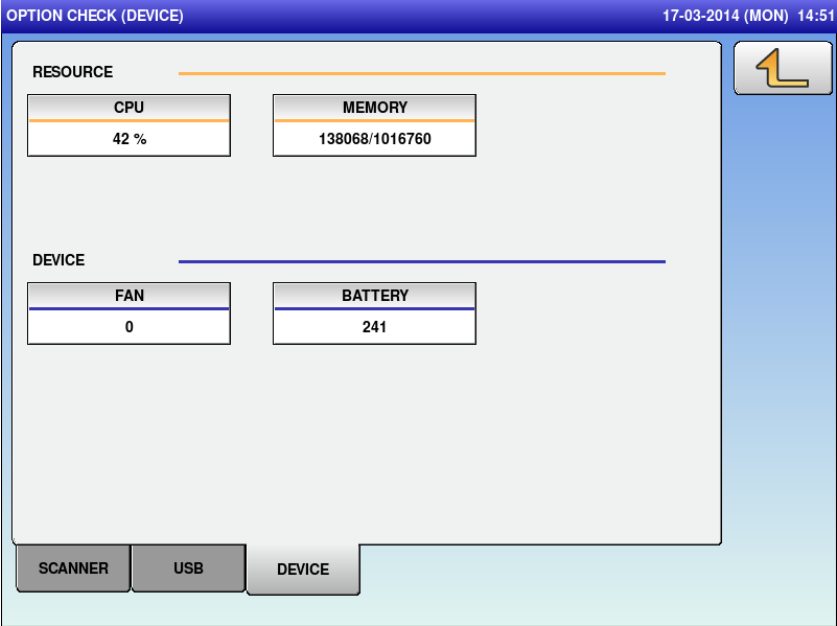 OPTION CHECK (DEVICE) 17-03-2014 (MON) 14:51
RESOURCE
CPU MEMORY
42 % 138068/1016760
DEVICE
FAN BATTERY
0 241
SCANNER USB DEVICE